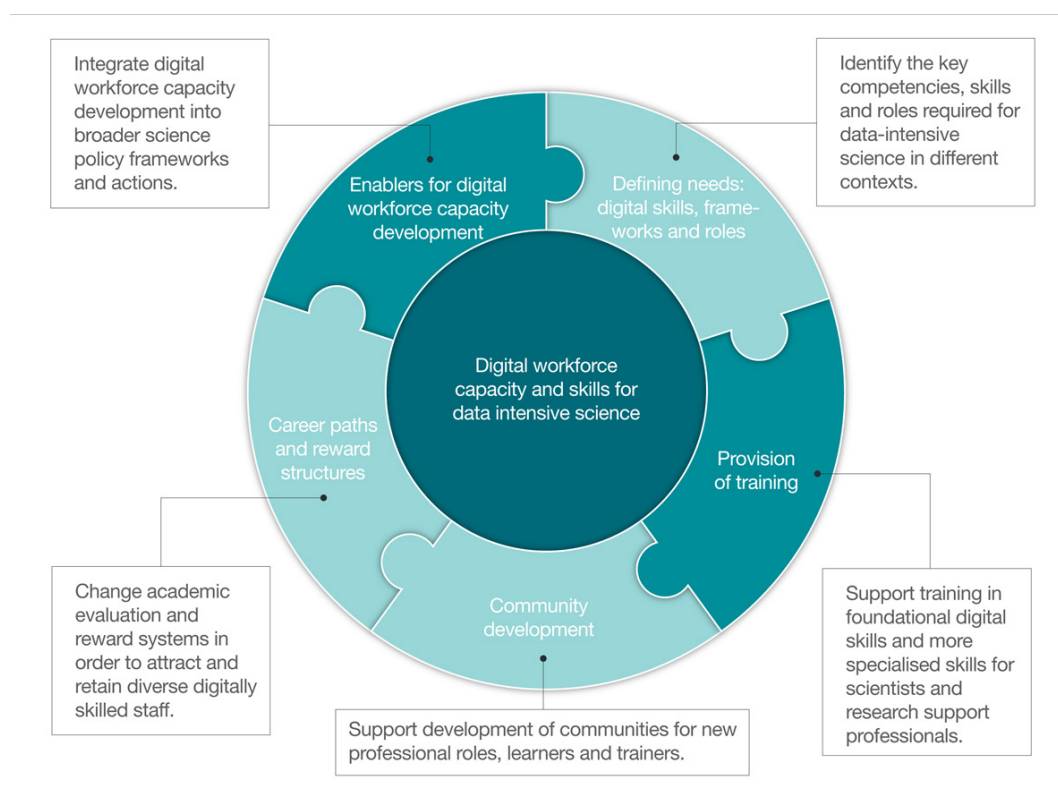 Integrate digital
workforce capacity
development into
broader science
policy frameworks
and actions.
Identify the key
competencies, skills
and roles required for
data-intensive
science in different
contexts.
Enablers for digital
workforce capacity
development
Defining needs:
digital skills, frame-
works and roles
Digital workforce
capacity and skills for
data intensive science
Career paths
and reward
structures
Provision
of training
Community
development
Change academic
evaluation and
reward systems in
order to attract and
retain diverse digitally
skilled staff.
Support development of communities for new
professional roles, learners and trainers.
Support training in
foundational digital
skills and more
specialised skills for
scientists and
research support
professionals.